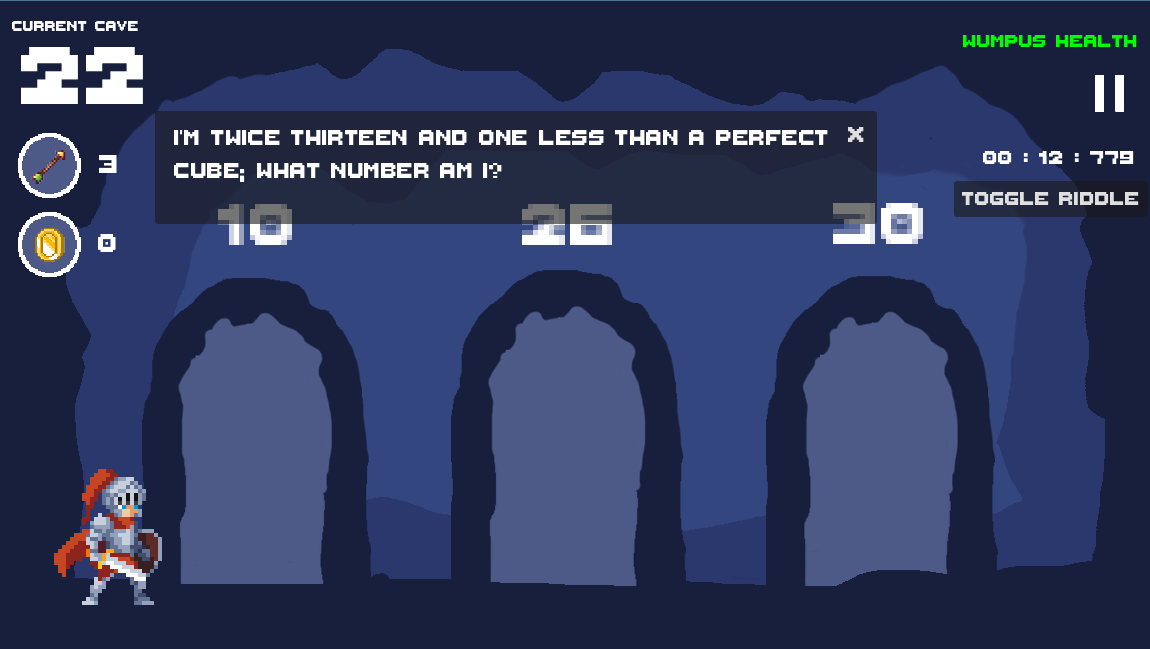 CURRENT CAVE
22
WUMPUS HEALTH
3
0
I'M TWICE THIRTEEN AND ONE LESS THAN A PERFECT
CUBE; WHAT NUMBER AM I?
×
00 : 12 : 779
TOGGLE RIDDLE
10
26
30